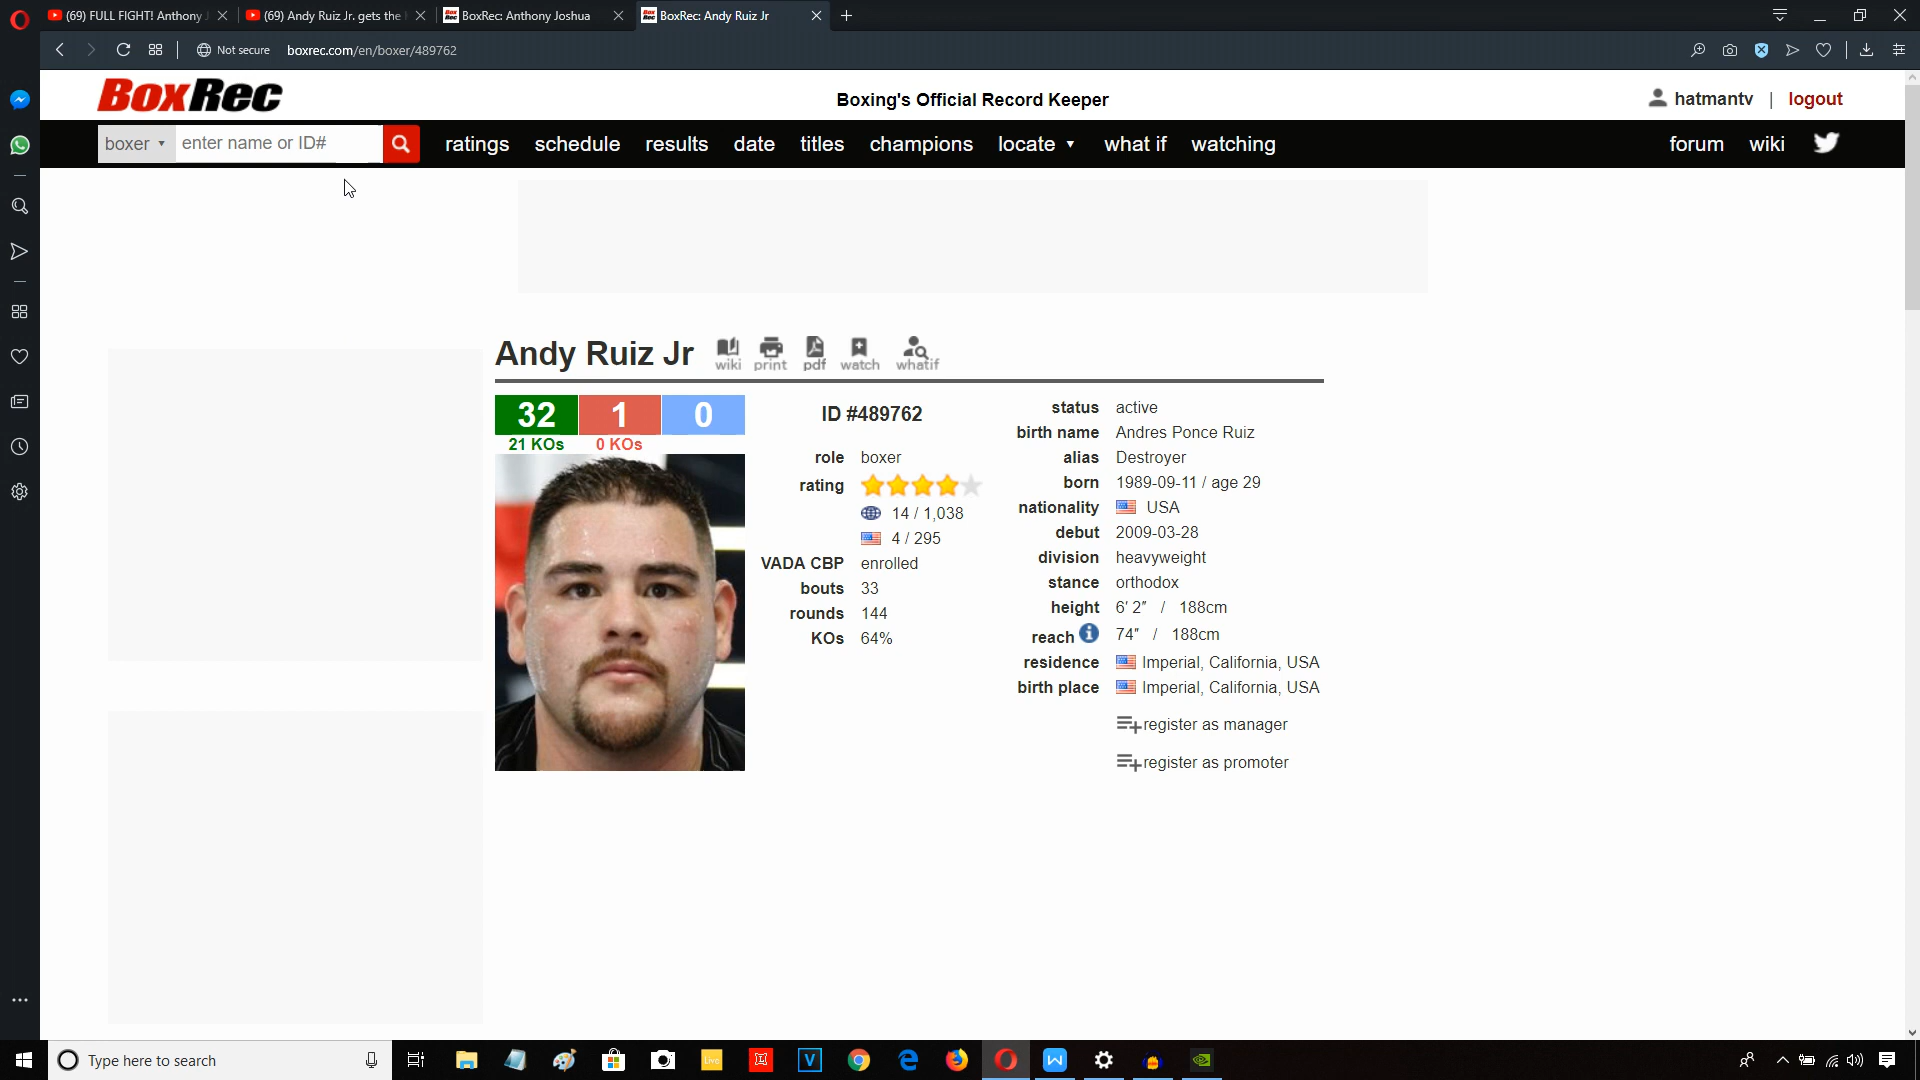 (69) FULL FIGHT! Anthony J
(69) Andy Ruiz Jr. gets the
BoxRec: Anthony Joshua
BoxRec: Andy Ruiz Jr
Not secure boxrec.com/en/boxer/489762
BoxRec
Boxing's Official Record Keeper
hatmantv | logout
boxer enter name or ID# ratings schedule results date titles champions locate what if watching forum wiki
Andy Ruiz Jr wiki print pdf watch whatif
32 1 0
21 KOs 0 KOs
ID #489762
role boxer
rating
14 / 1,038
4 / 295
VADA CBP enrolled
bouts 33
rounds 144
KOs 64%
status active
birth name Andres Ponce Ruiz
alias Destroyer
born 1989-09-11 / age 29
nationality USA
debut 2009-03-28
division heavyweight
stance orthodox
height 6′ 2″ / 188cm
reach 74″ / 188cm
residence Imperial, California, USA
birth place Imperial, California, USA
register as manager
register as promoter
Type here to search